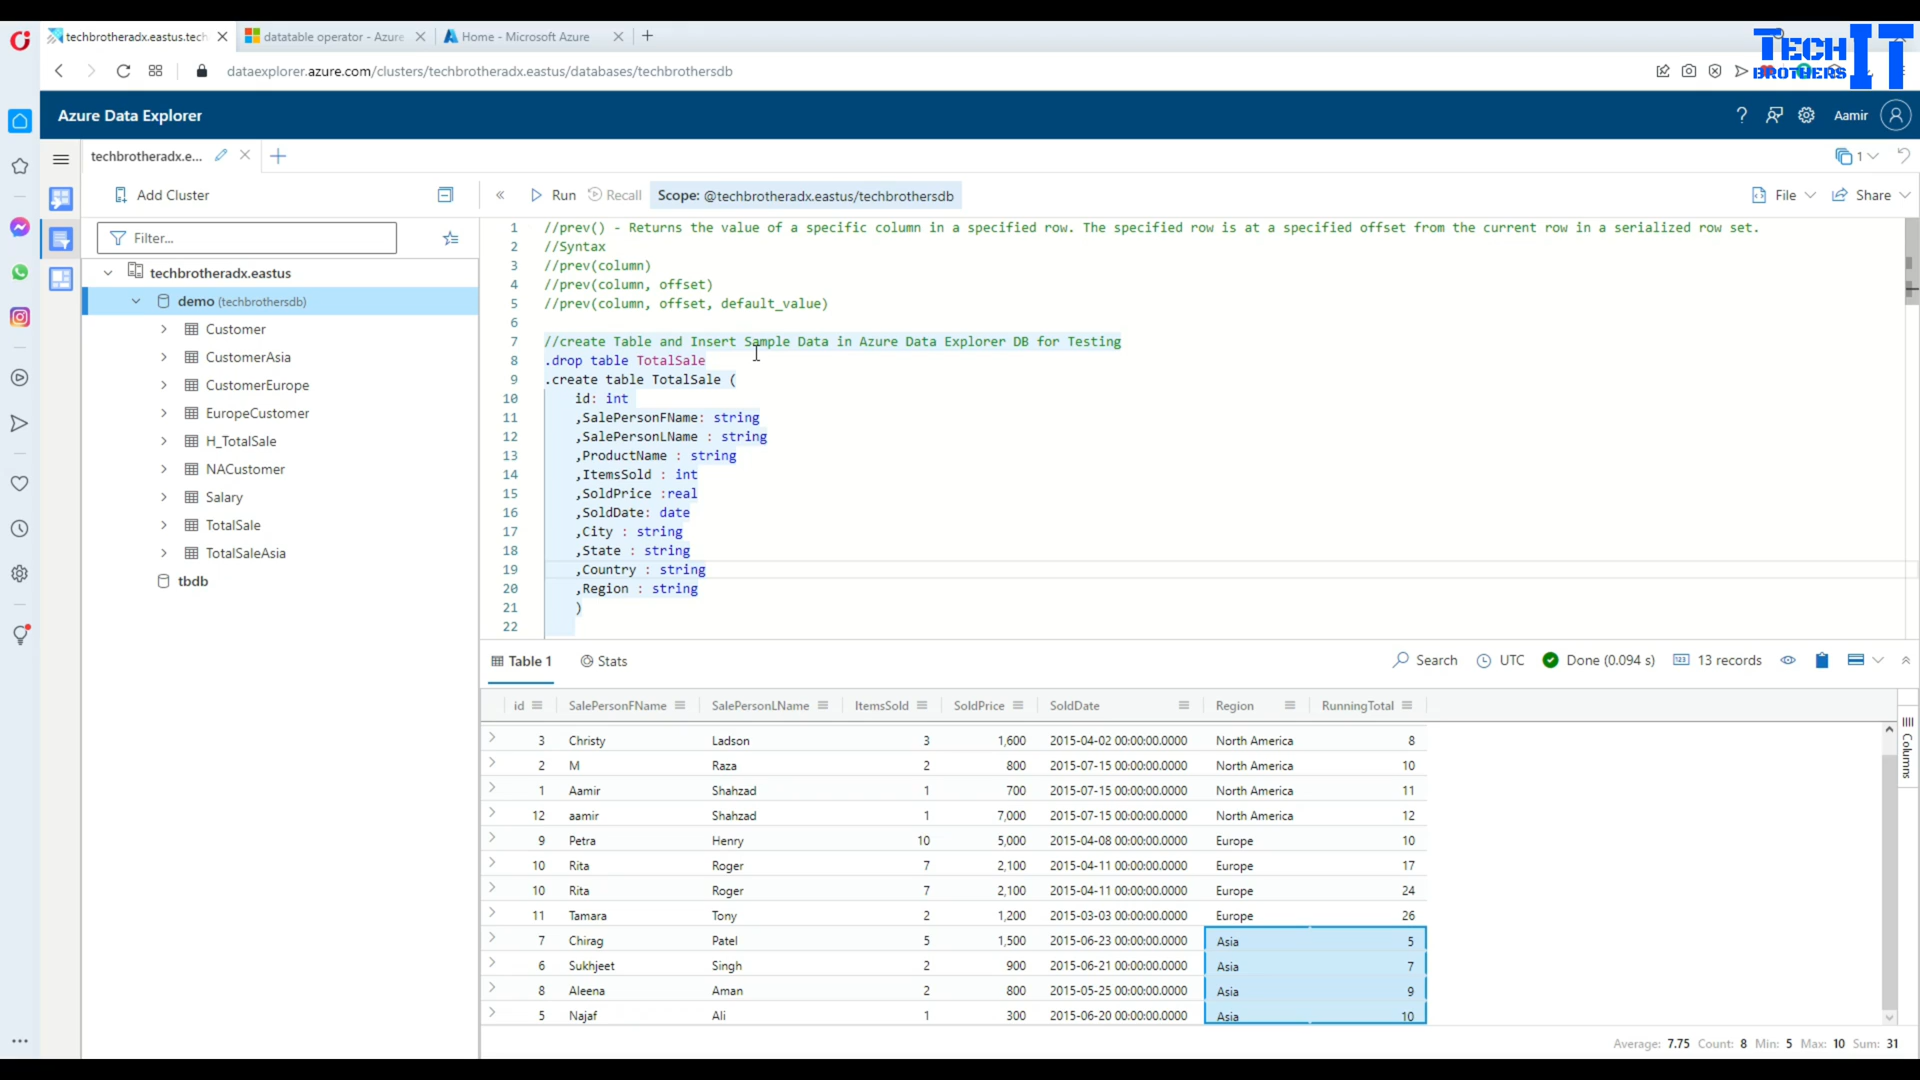 techbrotheradx.eastus.tech
datatable operator - Azure
Home - Microsoft Azure
TECH BROTHERS IT
dataexplorer.azure.com/clusters/techbrotheradx.eastus/databases/techbrothersdb
Azure Data Explorer
Aamir
techbrotheradx.e...
1
Add Cluster
Run
Recall
Scope: @techbrotheradx.eastus/techbrothersdb
File
Share
Filter...
techbrotheradx.eastus
demo (techbrothersdb)
Customer
CustomerAsia
CustomerEurope
EuropeCustomer
H_TotalSale
NACustomer
Salary
TotalSale
TotalSaleAsia
tbdb
1 //prev() - Returns the value of a specific column in a specified row. The specified row is at a specified offset from the current row in a serialized row set.
2 //Syntax
3 //prev(column)
4 //prev(column, offset)
5 //prev(column, offset, default_value)
6
7 //create Table and Insert Sample Data in Azure Data Explorer DB for Testing
8 .drop table TotalSale
9 .create table TotalSale (
10 id: int
11 ,SalePersonFName: string
12 ,SalePersonLName : string
13 ,ProductName : string
14 ,ItemsSold : int
15 ,SoldPrice :real
16 ,SoldDate: date
17 ,City : string
18 ,State : string
19 ,Country : string
20 ,Region : string
21 )
22
Table 1 Stats
Search UTC Done (0.094 s) 13 records
id SalePersonFName SalePersonLName ItemsSold SoldPrice SoldDate Region RunningTotal
3 Christy Ladson 3 1,600 2015-04-02 00:00:00.0000 North America 8
2 M Raza 2 800 2015-07-15 00:00:00.0000 North America 10
1 Aamir Shahzad 1 700 2015-07-15 00:00:00.0000 North America 11
12 aamir Shahzad 1 7,000 2015-07-15 00:00:00.0000 North America 12
9 Petra Henry 10 5,000 2015-04-08 00:00:00.0000 Europe 10
10 Rita Roger 7 2,100 2015-04-11 00:00:00.0000 Europe 17
10 Rita Roger 7 2,100 2015-04-11 00:00:00.0000 Europe 24
11 Tamara Tony 2 1,200 2015-03-03 00:00:00.0000 Europe 26
7 Chirag Patel 5 1,500 2015-06-23 00:00:00.0000 Asia 5
6 Sukhjeet Singh 2 900 2015-06-21 00:00:00.0000 Asia 7
8 Aleena Aman 2 800 2015-05-25 00:00:00.0000 Asia 9
5 Najaf Ali 1 300 2015-06-20 00:00:00.0000 Asia 10
Columns
Average: 7.75 Count: 8 Min: 5 Max: 10 Sum: 31